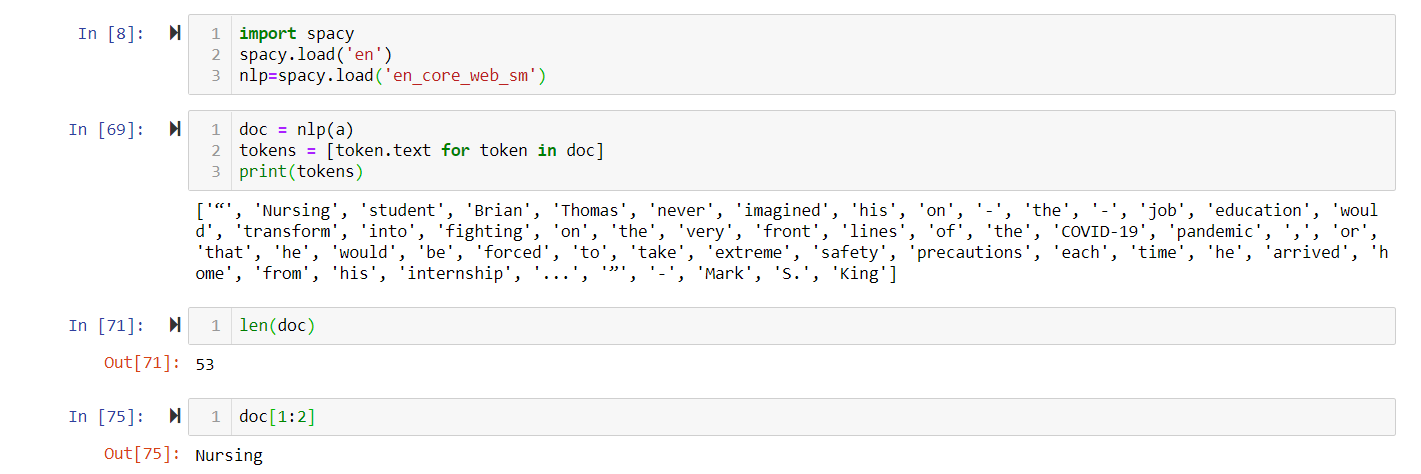 In [8]: 1 import spacy
2 spacy.load('en')
3 nlp=spacy.load('en_core_web_sm')
In [69]: 1 doc = nlp(a)
2 tokens = [token.text for token in doc]
3 print(tokens)
['“', 'Nursing', 'student', 'Brian', 'Thomas', 'never', 'imagined', 'his', 'on', '-', 'the', '-', 'job', 'education', 'woul
d', 'transform', 'into', 'fighting', 'on', 'the', 'very', 'front', 'lines', 'of', 'the', 'COVID-19', 'pandemic', ',', 'or',
'that', 'he', 'would', 'be', 'forced', 'to', 'take', 'extreme', 'safety', 'precautions', 'each', 'time', 'he', 'arrived', 'h
ome', 'from', 'his', 'internship', '...', '”', '-', 'Mark', 'S.', 'King']
In [71]: 1 len(doc)
Out[71]: 53
In [75]: 1 doc[1:2]
Out[75]: Nursing